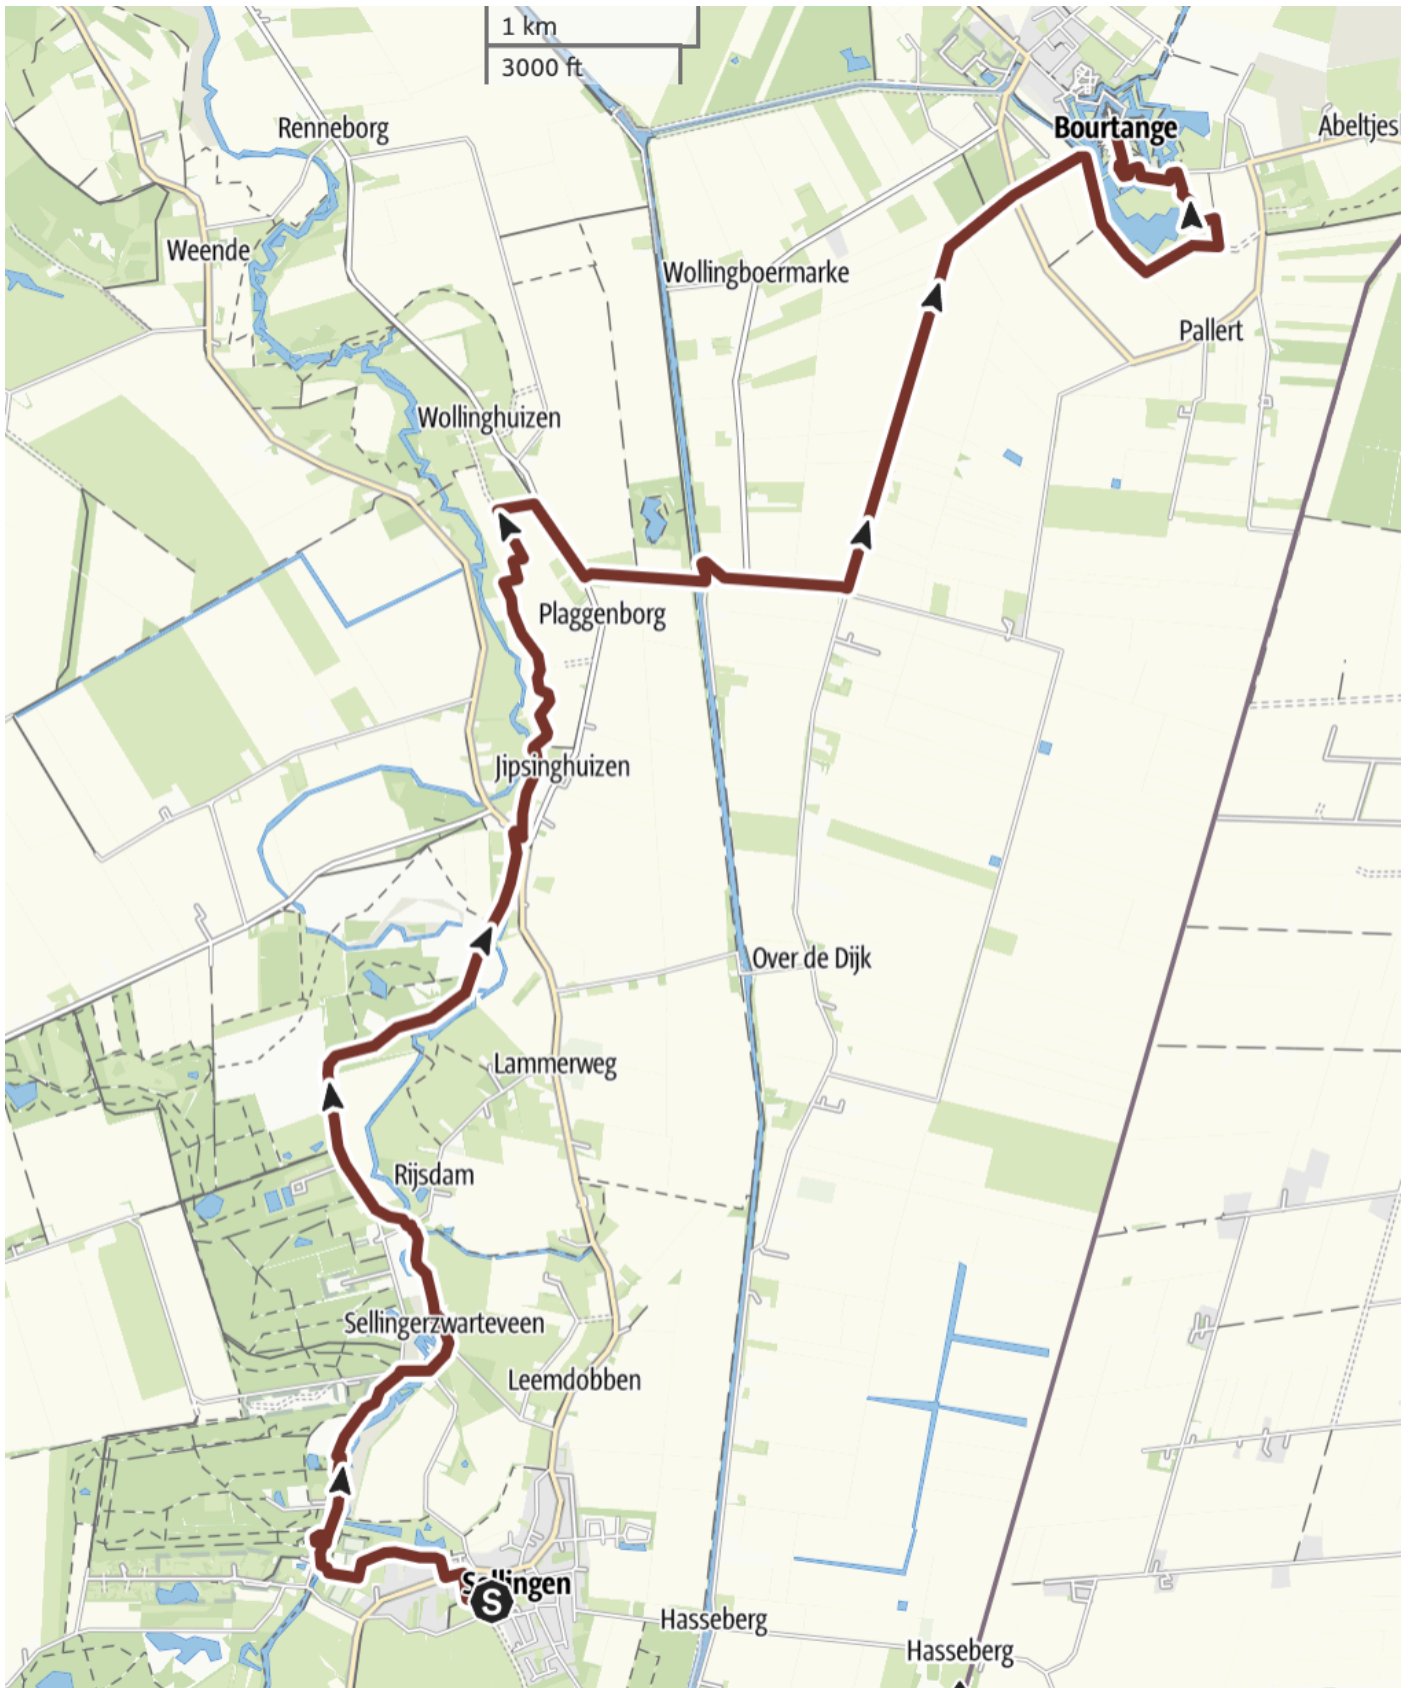 1 km
3000 ft
Bourtange
Abeltjes
Renneborg
Weende
Wollingboermarke
Pallert
Wollinghuizen
Plaggenborg
Jipsinghuizen
Over de Dijk
Lammerweg
Rijsdam
Sellingerzwarteveen
Leemdobben
Sellingen
S
Hasseberg
Hasseberg